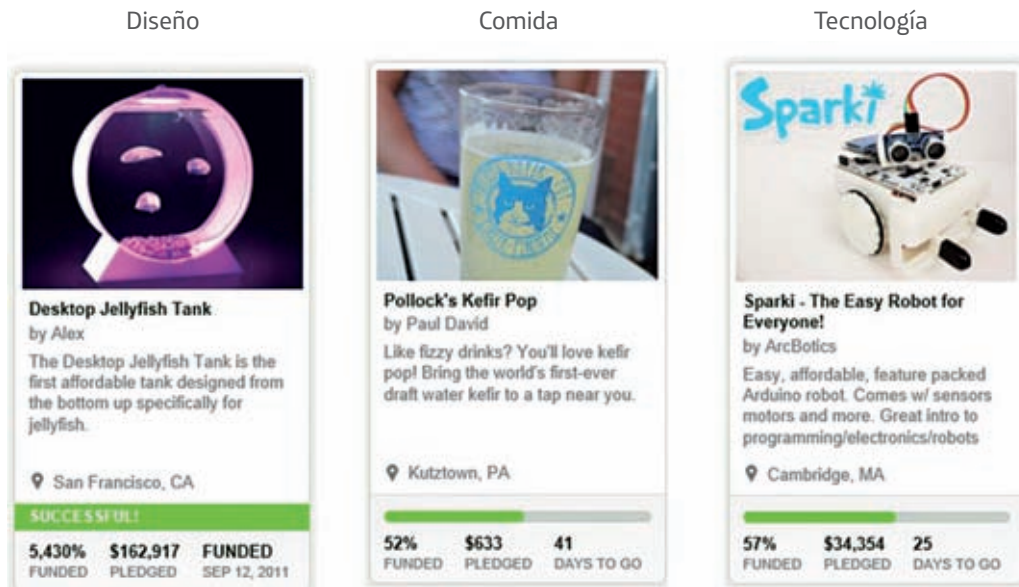 Diseño
Comida
Tecnología
Desktop Jellyfish Tank
by Alex
The Desktop Jellyfish Tank is the
first affordable tank designed from
the bottom up specifically for
jellyfish.
San Francisco, CA
SUCCESSFUL!
5,430% $162,917 FUNDED
FUNDED PLEDGED SEP 12, 2011
Pollock's Kefir Pop
by Paul David
Like fizzy drinks? You'll love kefir
pop! Bring the world's first-ever
draft water kefir to a tap near you.
Kutztown, PA
52% $633 41
FUNDED PLEDGED DAYS TO GO
Sparki
Sparki - The Easy Robot for
Everyone!
by ArcBotics
Easy, affordable, feature packed
Arduino robot. Comes w/ sensors
motors and more. Great intro to
programming/electronics/robots
Cambridge, MA
57% $34,354 25
FUNDED PLEDGED DAYS TO GO